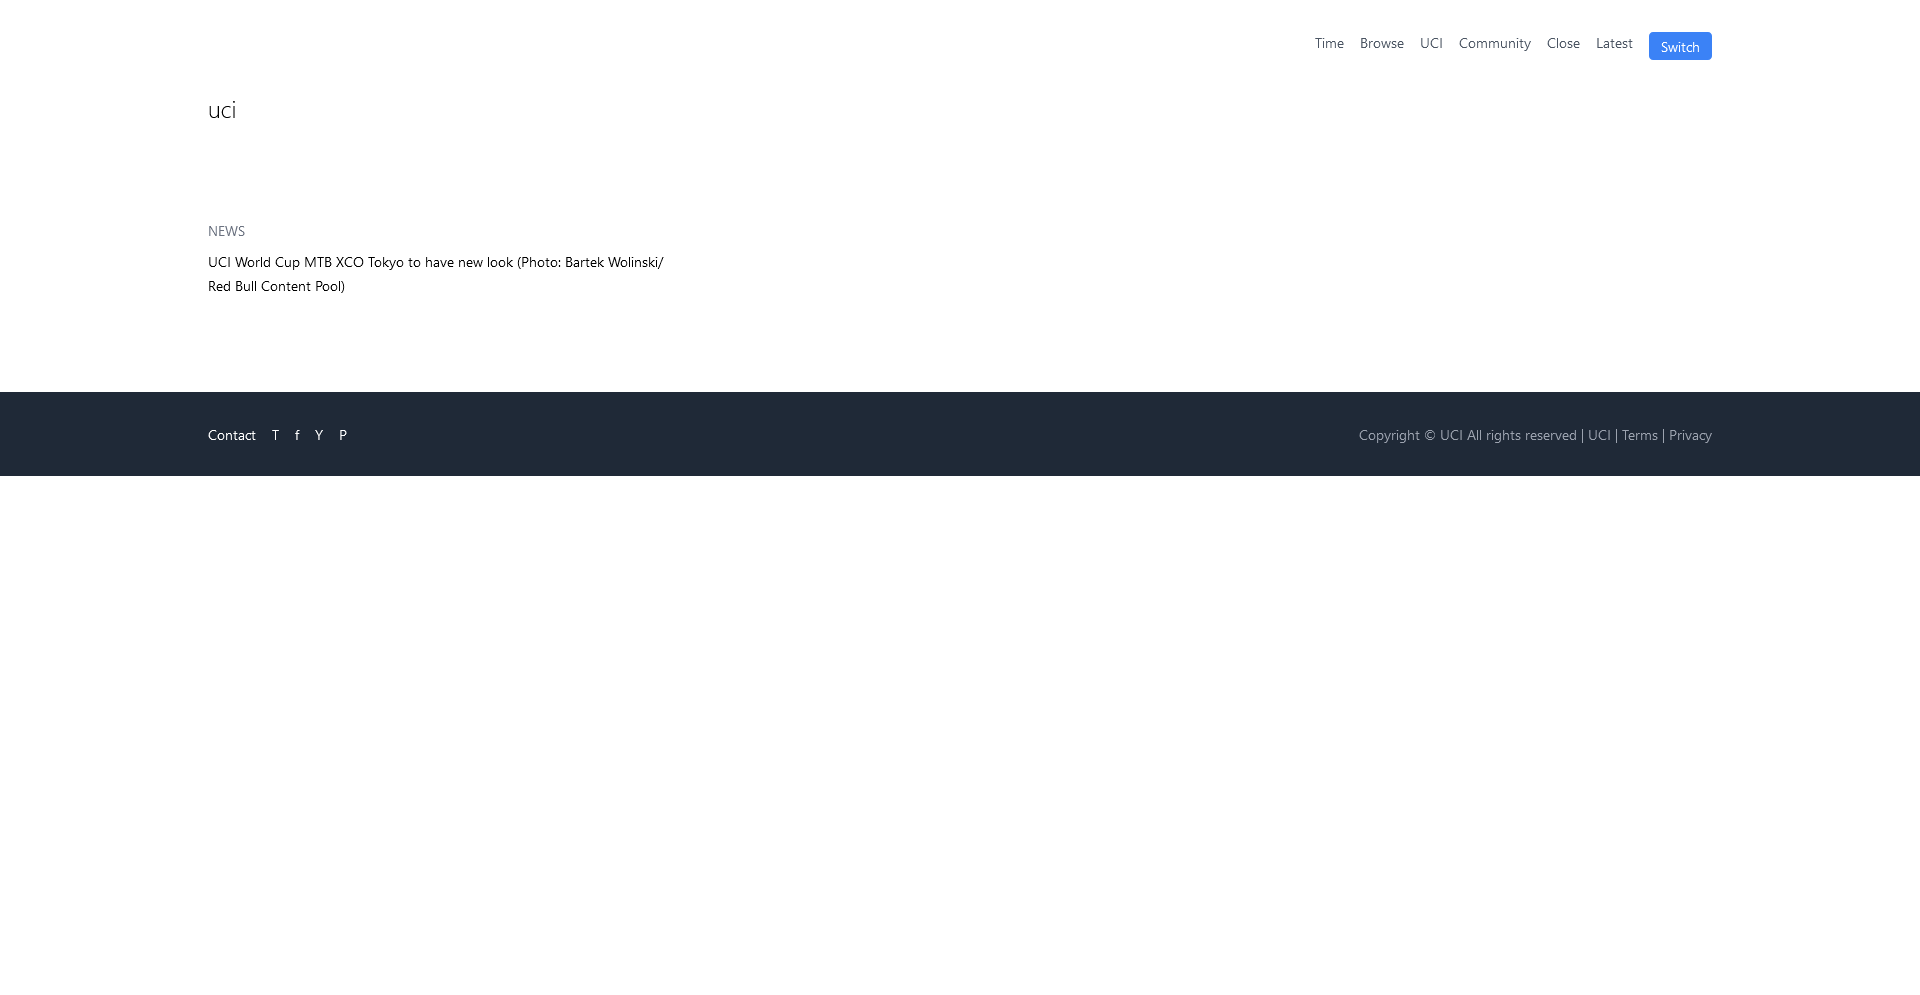 Time Browse UCI Community Close Latest Switch
uci
NEWS
UCI World Cup MTB XCO Tokyo to have new look (Photo: Bartek Wolinski/
Red Bull Content Pool)
Contact T f Y P
Copyright © UCI All rights reserved | UCI | Terms | Privacy